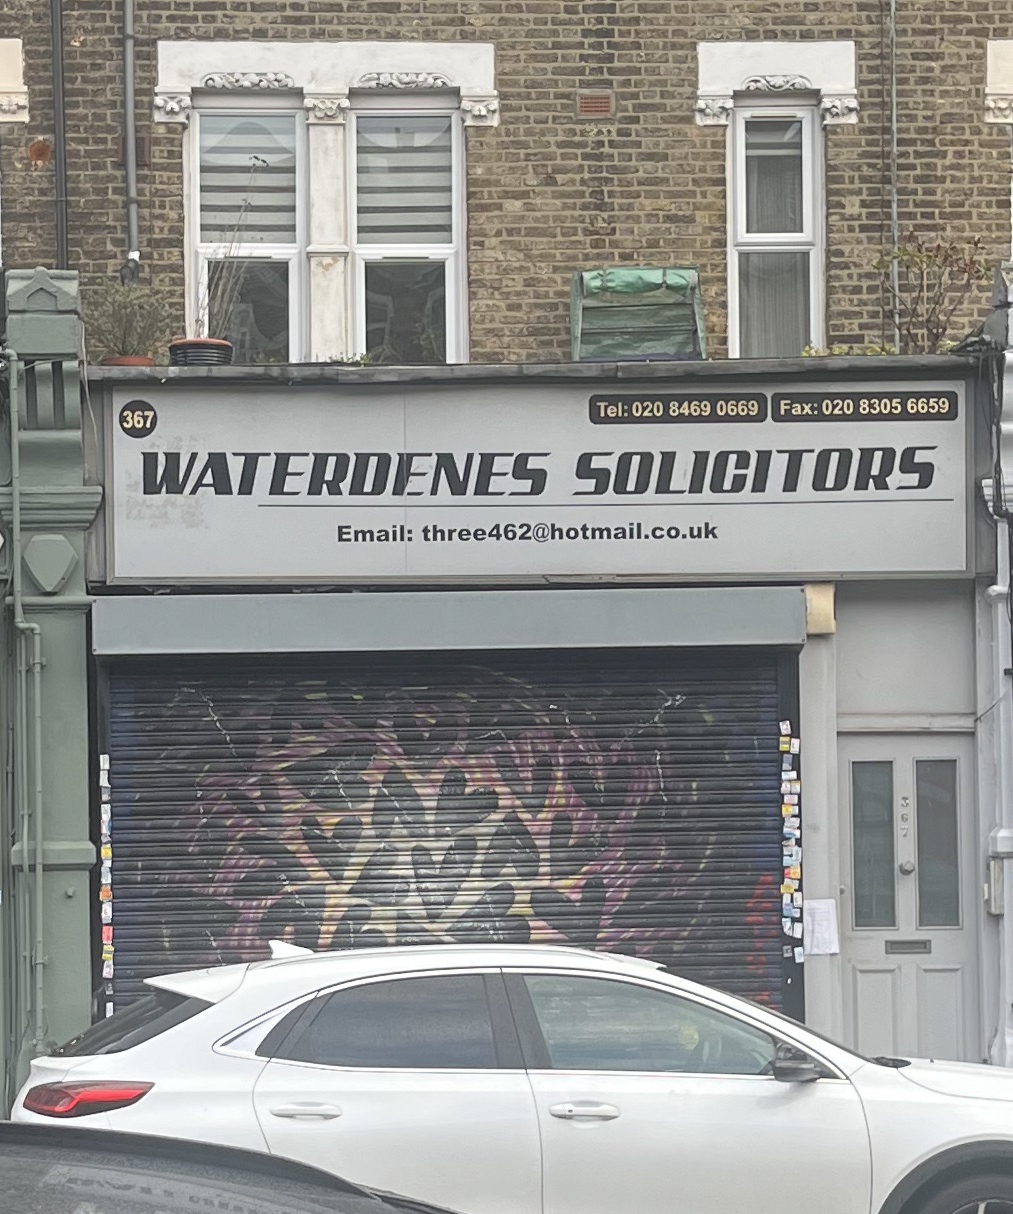 367
Tel: 020 8469 0669
Fax: 020 8305 6659
WATERDENES SOLICITORS
Email: three462@hotmail.co.uk
367